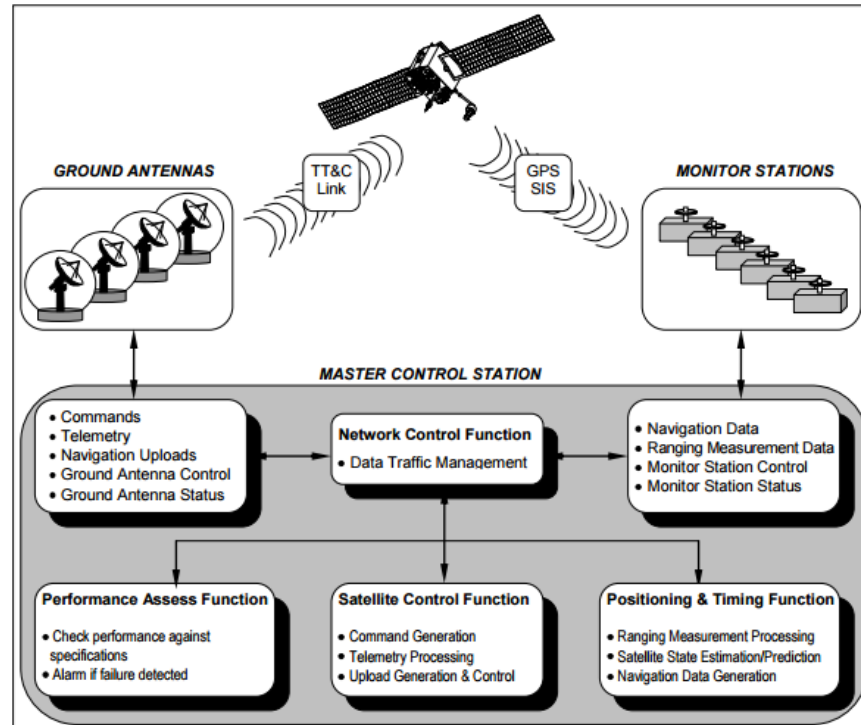 GROUND ANTENNAS
TT&C
Link
GPS
SIS
MONITOR STATIONS
MASTER CONTROL STATION
• Commands
• Telemetry
• Navigation Uploads
• Ground Antenna Control
• Ground Antenna Status
Network Control Function
• Data Traffic Management
• Navigation Data
• Ranging Measurement Data
• Monitor Station Control
• Monitor Station Status
Performance Assess Function
• Check performance against
specifications
• Alarm if failure detected
Satellite Control Function
• Command Generation
• Telemetry Processing
• Upload Generation & Control
Positioning & Timing Function
• Ranging Measurement Processing
• Satellite State Estimation/Prediction
• Navigation Data Generation